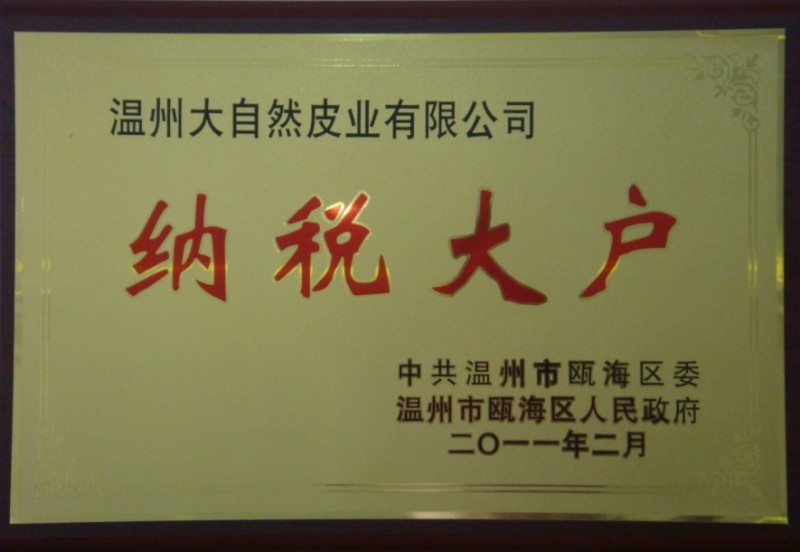 温州大自然皮业有限公司
纳税大户
中共温州市瓯海区委
温州市瓯海区人民政府
二〇一一年二月